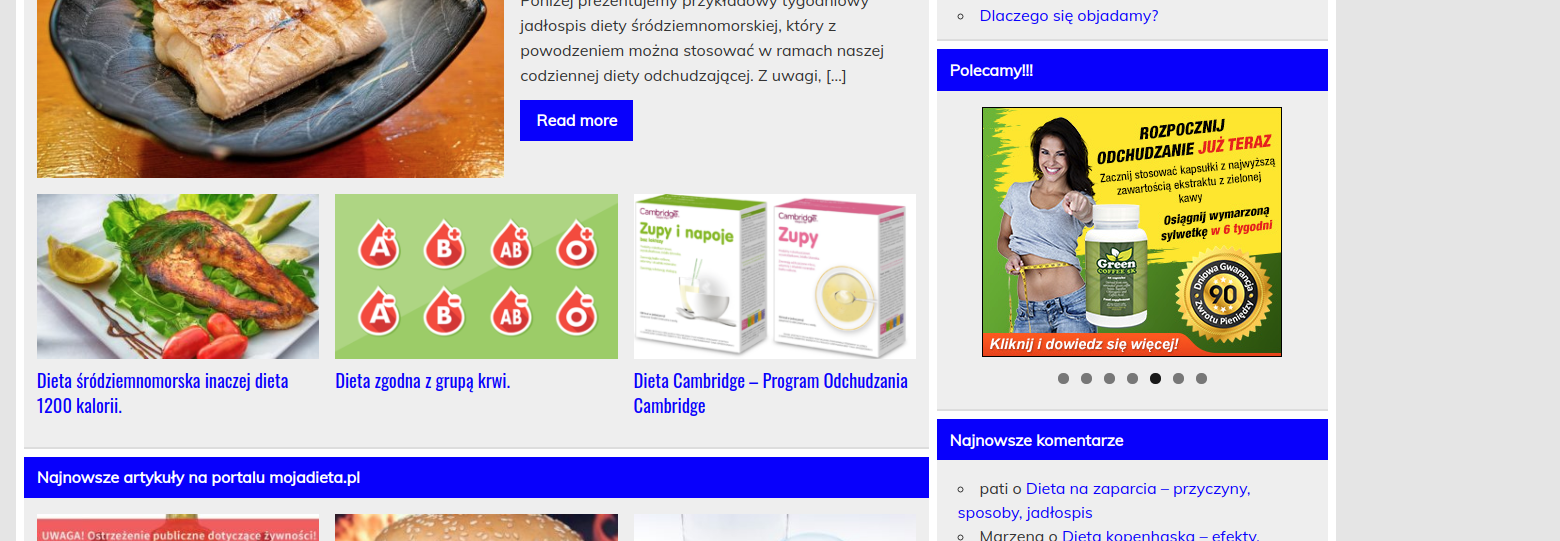 Poniżej prezentujemy przykładowy tygodniowy
jadłospis diety śródziemnomorskiej, który z
powodzeniem można stosować w ramach naszej
codziennej diety odchudzającej. Z uwagi, [...]
Read more
A+
B+
AB+
O+
A-
B-
AB-
O-
Cambridge
Zupy i napoje
Cambridge
Zupy
Dieta śródziemnomorska inaczej dieta
1200 kalorii.
Dieta zgodna z grupą krwi.
Dieta Cambridge – Program Odchudzania
Cambridge
Najnowsze artykuły na portalu mojadieta.pl
UWAGA! Ostrzeżenie publiczne dotyczące żywności!
Dlaczego się objadamy?
Polecamy!!!
ROZPOCZNIJ
ODCHUDZANIE JUŻ TERAZ
Zacznij stosować kapsułki z najwyższą
zawartością ekstraktu z zielonej
kawy
Osiągnij wymarzoną
sylwetkę w 6 tygodni
Green
COFFEE 5K
Dniowa Gwarancja
90
Zwrotu Pieniędzy
Kliknij i dowiedz się więcej!
Najnowsze komentarze
pati o Dieta na zaparcia – przyczyny,
sposoby, jadłospis
Marzena o Dieta kopenhaska – efekty,